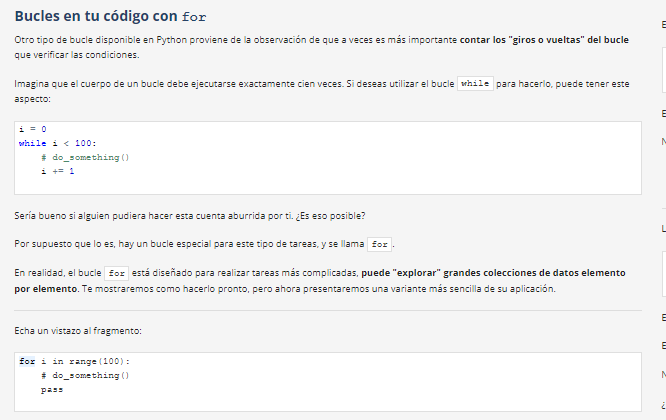 Bucles en tu código con for
Otro tipo de bucle disponible en Python proviene de la observación de que a veces es más importante contar los "giros o vueltas" del bucle
que verificar las condiciones.
Imagina que el cuerpo de un bucle debe ejecutarse exactamente cien veces. Si deseas utilizar el bucle while para hacerlo, puede tener este
aspecto:
i = 0
while i < 100:
    # do_something()
    i += 1
Sería bueno si alguien pudiera hacer esta cuenta aburrida por ti. ¿Es eso posible?
Por supuesto que lo es, hay un bucle especial para este tipo de tareas, y se llama for.
En realidad, el bucle for está diseñado para realizar tareas más complicadas, puede "explorar" grandes colecciones de datos elemento
por elemento. Te mostraremos como hacerlo pronto, pero ahora presentaremos una variante más sencilla de su aplicación.
Echa un vistazo al fragmento:
for i in range(100):
    # do_something()
    pass